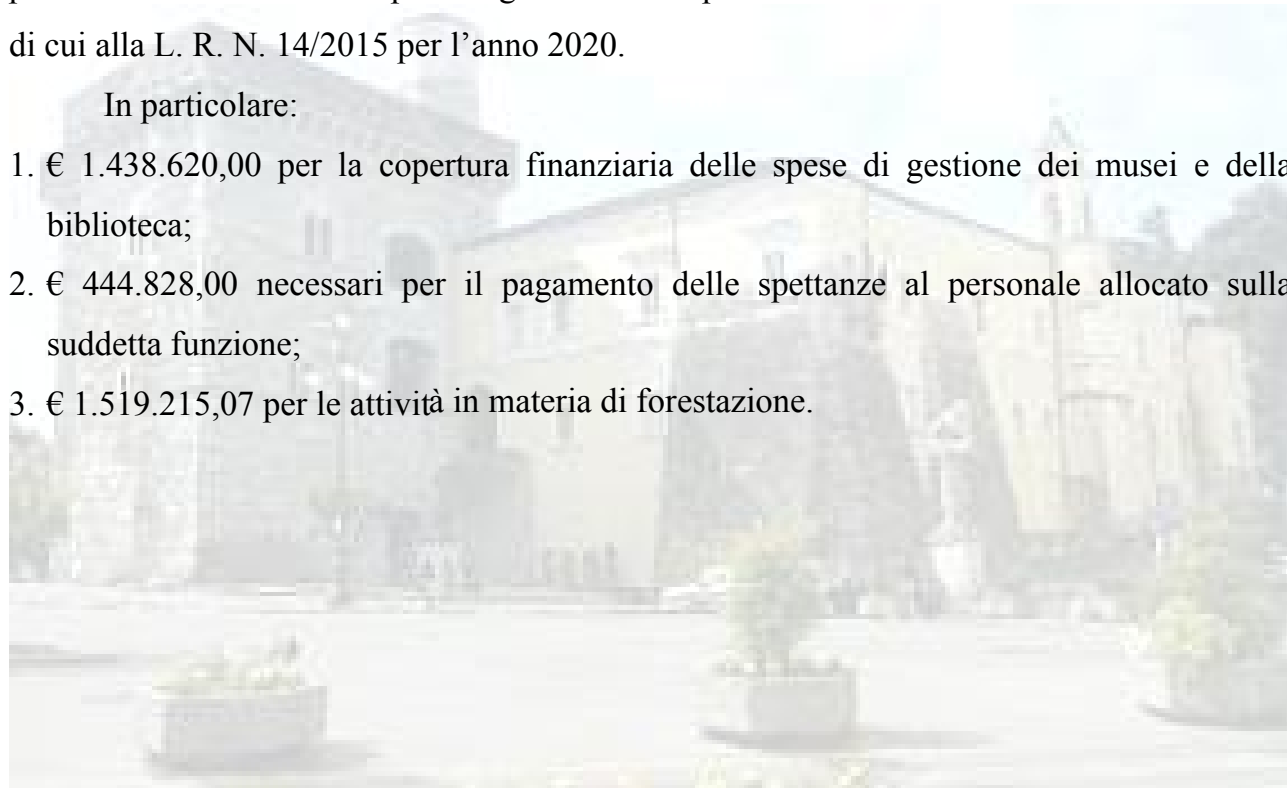 di cui alla L. R. N. 14/2015 per l’anno 2020.
In particolare:
1. € 1.438.620,00 per la copertura finanziaria delle spese di gestione dei musei e della
biblioteca;
2. € 444.828,00 necessari per il pagamento delle spettanze al personale allocato sulla
suddetta funzione;
3. € 1.519.215,07 per le attività in materia di forestazione.